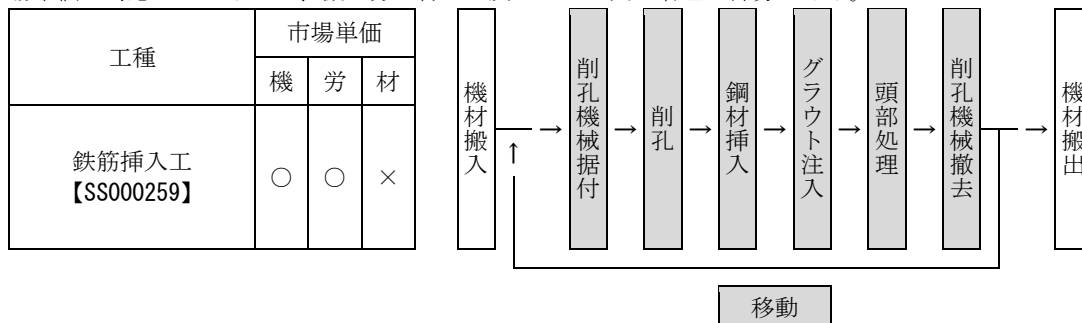 工種
市場単価
機 労 材
鉄筋挿入工
【SS000259】
○ ○ ×
機材搬入
→
削孔機械据付
→
削孔
→
鋼材挿入
→
グラウト注入
→
頭部処理
→
削孔機械撤去
→
機材搬出
↑
移動